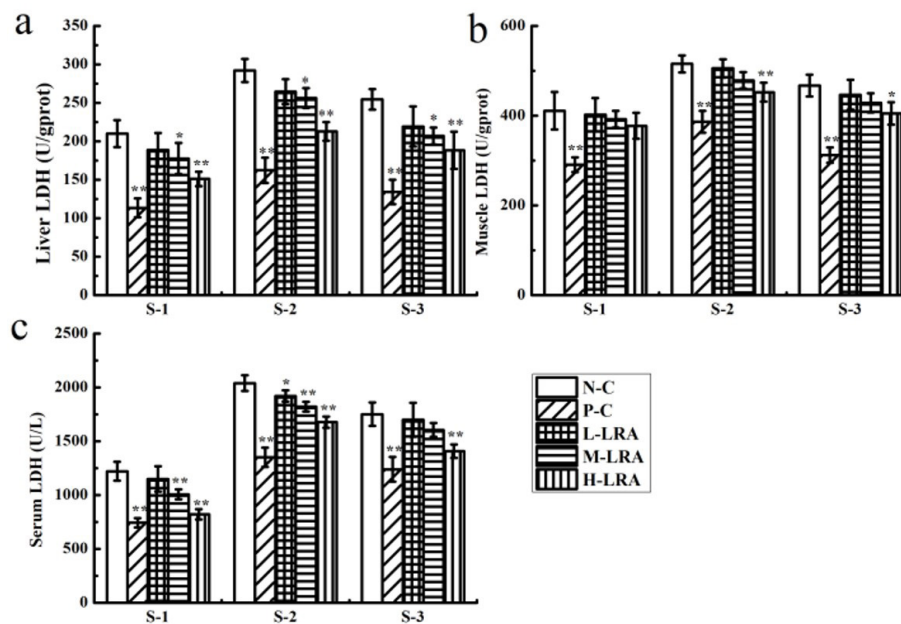 a
350
300
250
200
150
100
50
0
Liver LDH (U/gprot)
**
*
**
**
*
**
**
*
**
S-1
S-2
S-3
b
600
400
200
0
Muscle LDH (U/gprot)
**
**
**
**
*
S-1
S-2
S-3
c
2500
2000
1500
1000
500
0
Serum LDH (U/L)
**
**
**
**
*
**
**
**
**
S-1
S-2
S-3
N-C
P-C
L-LRA
M-LRA
H-LRA